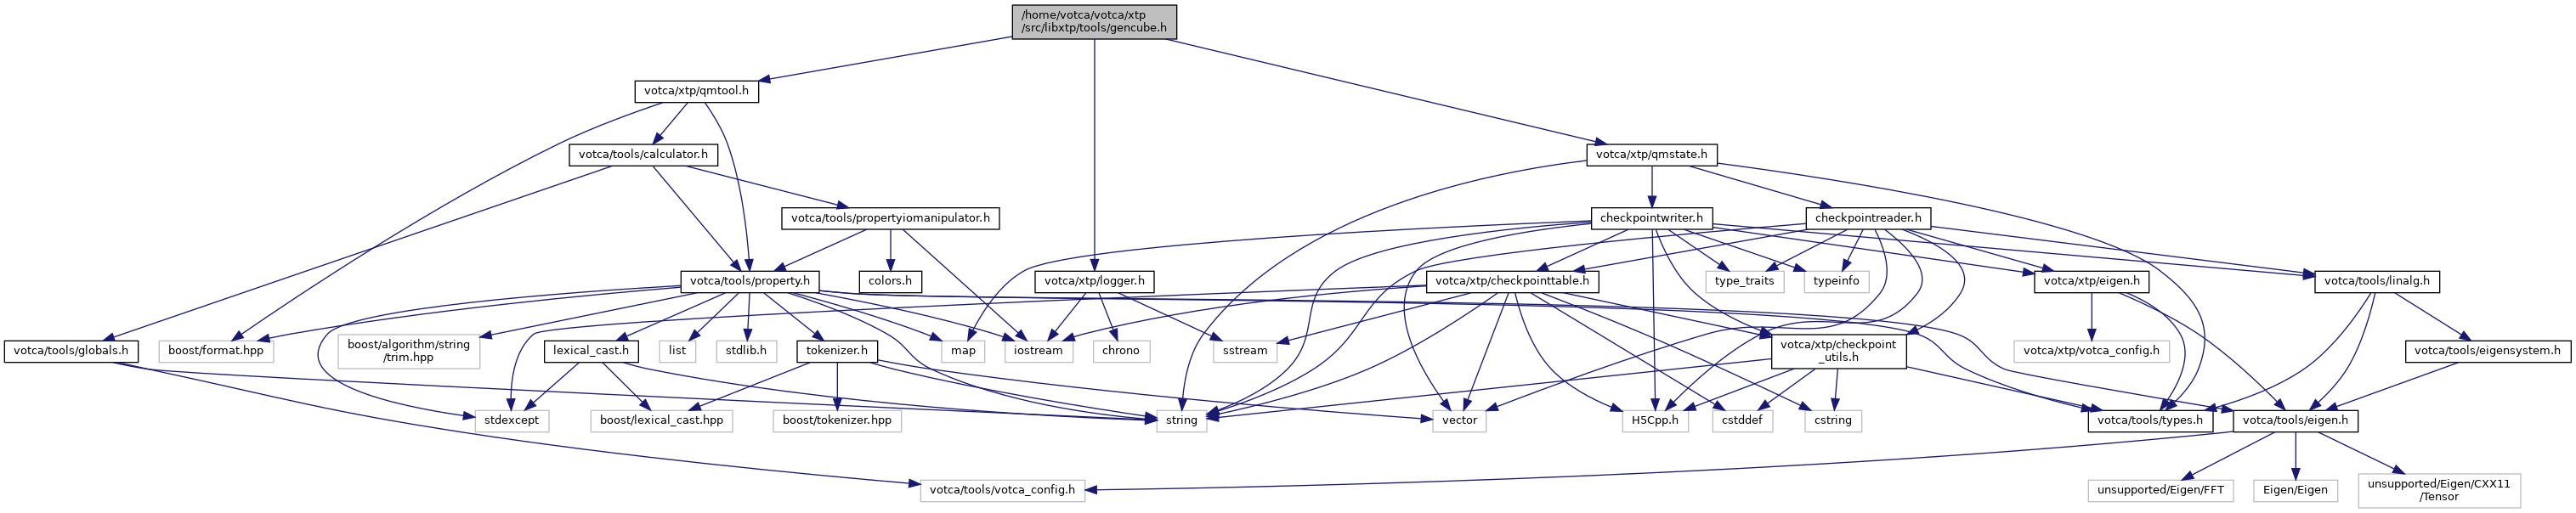 /home/votca/votca/xtp
/src/libxtp/tools/gencube.h
votca/xtp/qmtool.h
votca/tools/calculator.h
votca/xtp/qmstate.h
votca/tools/propertyiomanipulator.h
checkpointwriter.h
checkpointreader.h
votca/tools/property.h
colors.h
votca/xtp/logger.h
votca/xtp/checkpointtable.h
type_traits
typeinfo
votca/xtp/eigen.h
votca/tools/linalg.h
votca/tools/globals.h
boost/format.hpp
boost/algorithm/string
/trim.hpp
lexical_cast.h
list
stdlib.h
tokenizer.h
map
iostream
chrono
sstream
votca/xtp/checkpoint
_utils.h
votca/xtp/votca_config.h
votca/tools/eigensystem.h
stdexcept
boost/lexical_cast.hpp
boost/tokenizer.hpp
string
vector
H5Cpp.h
cstddef
cstring
votca/tools/types.h
votca/tools/eigen.h
votca/tools/votca_config.h
unsupported/Eigen/FFT
Eigen/Eigen
unsupported/Eigen/CXX11
/Tensor